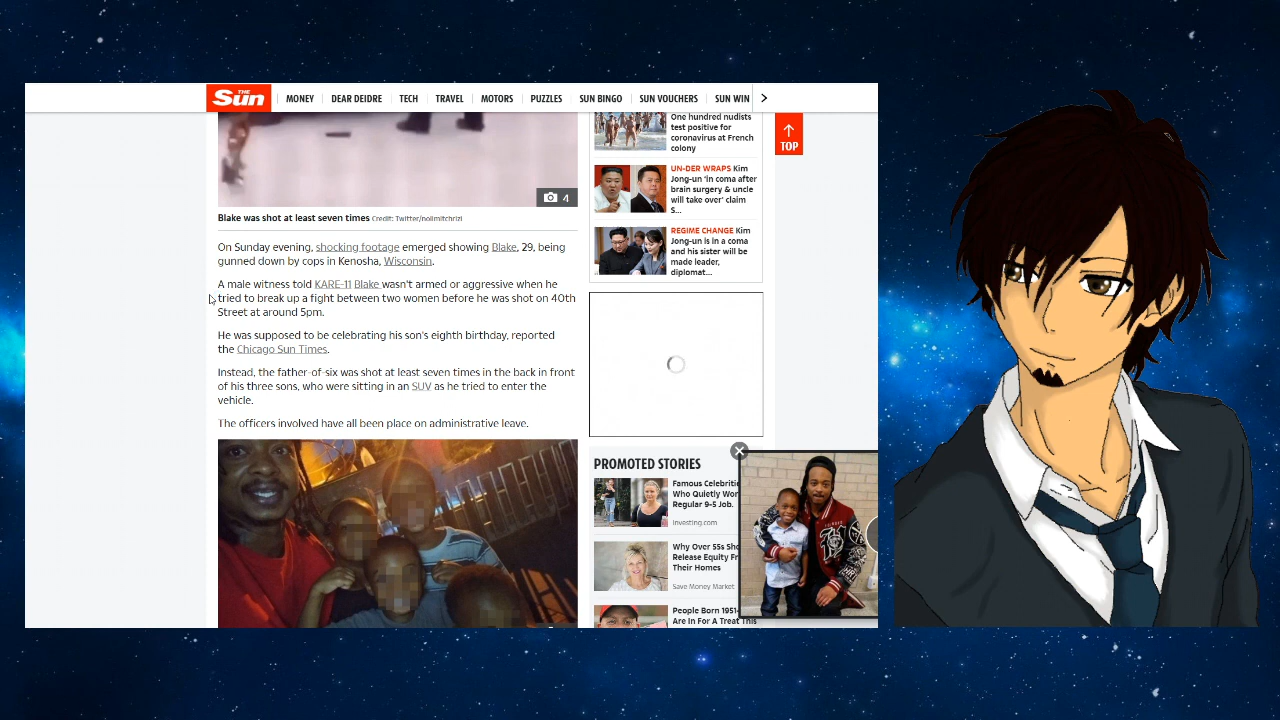 THE Sun
MONEY DEAR DEIDRE TECH TRAVEL MOTORS PUZZLES SUN BINGO SUN VOUCHERS SUN WIN
TOP
4
Blake was shot at least seven times Credit: Twitter/nolimitchrizl
On Sunday evening, shocking footage emerged showing Blake, 29, being
gunned down by cops in Kenosha, Wisconsin.
A male witness told KARE-11 Blake wasn't armed or aggressive when he
tried to break up a fight between two women before he was shot on 40th
Street at around 5pm.
He was supposed to be celebrating his son's eighth birthday, reported
the Chicago Sun Times.
Instead, the father-of-six was shot at least seven times in the back in front
of his three sons, who were sitting in an SUV as he tried to enter the
vehicle.
The officers involved have all been place on administrative leave.
One hundred nudists
test positive for
coronavirus at French
colony
UN-DER WRAPS Kim
Jong-un 'in coma after
brain surgery & uncle
will take over' claim
S...
REGIME CHANGE Kim
Jong-un is in a coma
and his sister will
be made leader,
diplomat...
PROMOTED STORIES
Famous Celebritie
Who Quietly Wor
Regular 9-5 Job.
Investing.com
Why Over 55s Sho
Release Equity Fr
Their Homes
Save Money Market
People Born 1951-
Are In For A Treat This